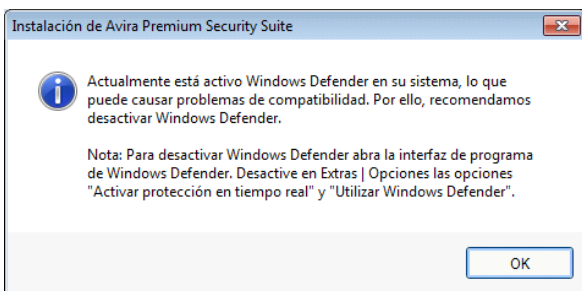 Instalación de Avira Premium Security Suite
Actualmente está activo Windows Defender en su sistema, lo que
puede causar problemas de compatibilidad. Por ello, recomendamos
desactivar Windows Defender.
Nota: Para desactivar Windows Defender abra la interfaz de programa
de Windows Defender. Desactive en Extras | Opciones las opciones
"Activar protección en tiempo real" y "Utilizar Windows Defender".
OK